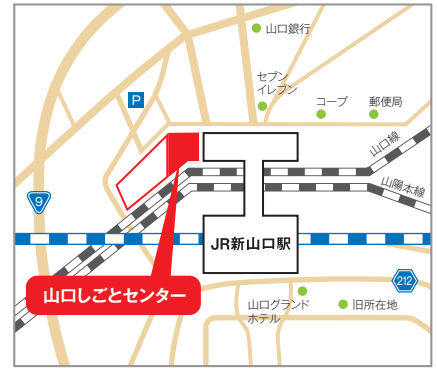 山口銀行
セブン
イレブン
P
コープ
郵便局
山口線
山陽本線
9
JR新山口駅
山口しごとセンター
212
山口グランド
ホテル
旧所在地